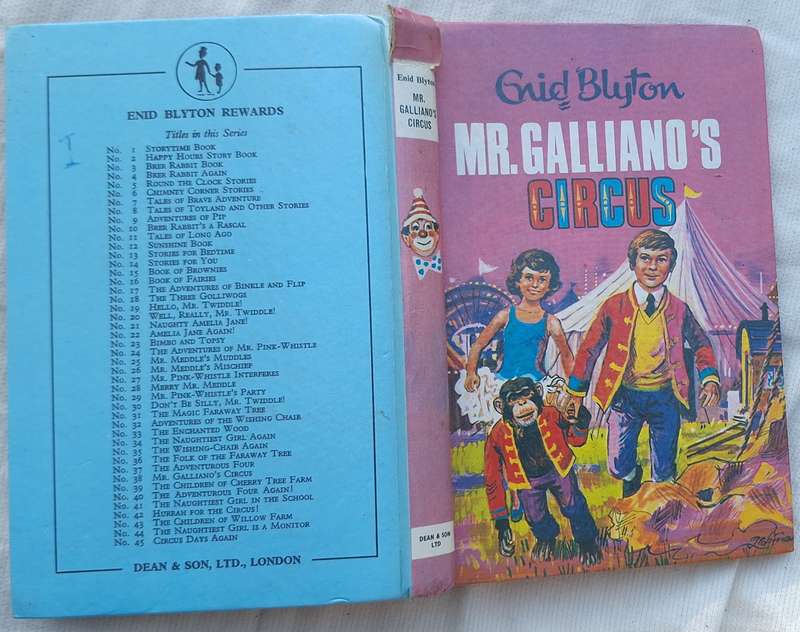 ENID BLYTON REWARDS
Titles in this Series
No. 1 STORYTIME BOOK
No. 2 HAPPY HOURS STORY BOOK
No. 3 BRER RABBIT BOOK
No. 4 BRER RABBIT AGAIN
No. 5 ROUND THE CLOCK STORIES
No. 6 CHIMNEY CORNER STORIES
No. 7 TALES OF BRAVE ADVENTURE
No. 8 TALES OF TOYLAND AND OTHER STORIES
No. 9 ADVENTURES OF PIP
No. 10 BRER RABBIT'S A RASCAL
No. 11 TALES OF LONG AGO
No. 12 SUNSHINE BOOK
No. 13 STORIES FOR BEDTIME
No. 14 STORIES FOR YOU
No. 15 BOOK OF BROWNIES
No. 16 BOOK OF FAIRIES
No. 17 THE ADVENTURES OF BINKLE AND FLIP
No. 18 THE THREE GOLLIWOGS
No. 19 HELLO, MR. TWIDDLE!
No. 20 WELL, REALLY, MR. TWIDDLE!
No. 21 NAUGHTY AMELIA JANE!
No. 22 AMELIA JANE AGAIN!
No. 23 BIMBO AND TOPSY
No. 24 THE ADVENTURES OF MR. PINK-WHISTLE
No. 25 MR. MEDDLE'S MUDDLES
No. 26 MR. MEDDLE'S MISCHIEF
No. 27 MR. PINK-WHISTLE INTERFERES
No. 28 MERRY MR. MEDDLE
No. 29 MR. PINK-WHISTLE'S PARTY
No. 30 DON'T BE SILLY, MR. TWIDDLE!
No. 31 THE MAGIC FARAWAY TREE
No. 32 ADVENTURES OF THE WISHING CHAIR
No. 33 THE ENCHANTED WOOD
No. 34 THE NAUGHTIEST GIRL AGAIN
No. 35 THE WISHING-CHAIR AGAIN
No. 36 THE FOLK OF THE FARAWAY TREE
No. 37 THE ADVENTUROUS FOUR
No. 38 MR. GALLIANO'S CIRCUS
No. 39 THE CHILDREN OF CHERRY TREE FARM
No. 40 THE ADVENTUROUS FOUR AGAIN!
No. 41 THE NAUGHTIEST GIRL IN THE SCHOOL
No. 42 HURRAH FOR THE CIRCUS!
No. 43 THE CHILDREN OF WILLOW FARM
No. 44 THE NAUGHTIEST GIRL IS A MONITOR
No. 45 CIRCUS DAYS AGAIN
DEAN & SON, LTD., LONDON
Enid Blyton
MR.
GALLIANO'S
CIRCUS
DEAN & SON
LTD
Enid Blyton
MR. GALLIANO'S
CIRCUS